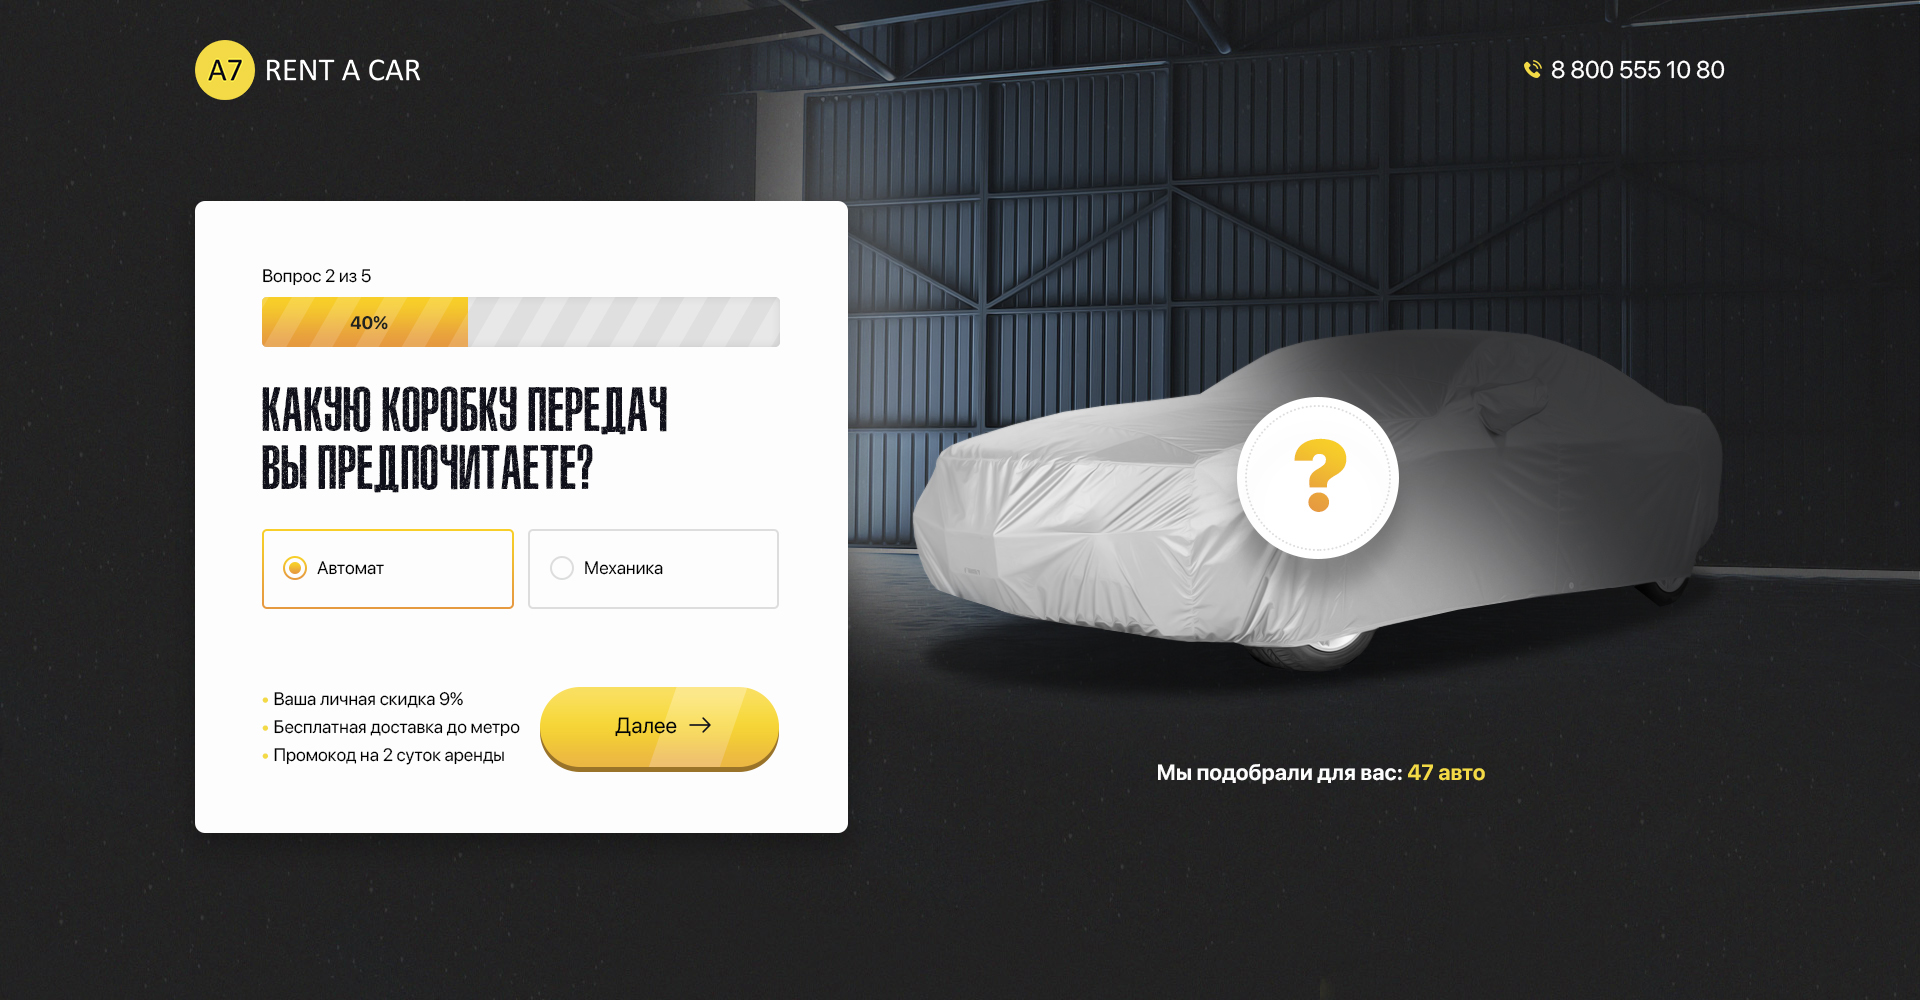 A7 RENT A CAR
8 800 555 10 80
Вопрос 2 из 5
40%
КАКУЮ КОРОБКУ ПЕРЕДАЧ
ВЫ ПРЕДПОЧИТАЕТЕ?
Автомат
Механика
• Ваша личная скидка 9%
• Бесплатная доставка до метро
• Промокод на 2 суток аренды
Далее →
?
Мы подобрали для вас: 47 авто